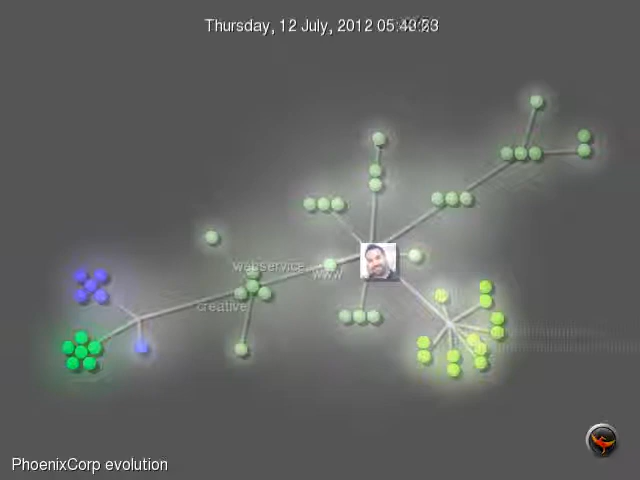 Thursday, 12 July, 2012
webservice
www
creative
PhoenixCorp evolution